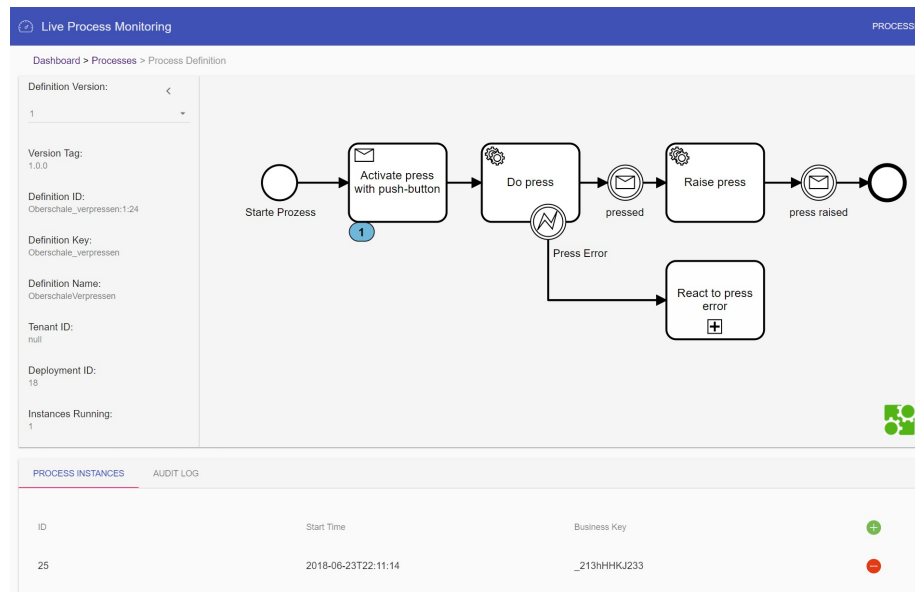 Live Process Monitoring
PROCESS
Dashboard > Processes > Process Definition
Definition Version:
1
Version Tag:
1.0.0
Definition ID:
Oberschale_verpressen:1:24
Definition Key:
Oberschale_verpressen
Definition Name:
OberschaleVerpressen
Tenant ID:
null
Deployment ID:
18
Instances Running:
1
Starte Prozess
Activate press
with push-button
1
Do press
pressed
Raise press
press raised
Press Error
React to press
error
PROCESS INSTANCES
AUDIT LOG
ID
Start Time
Business Key
25
2018-06-23T22:11:14
_213hHHKJ233